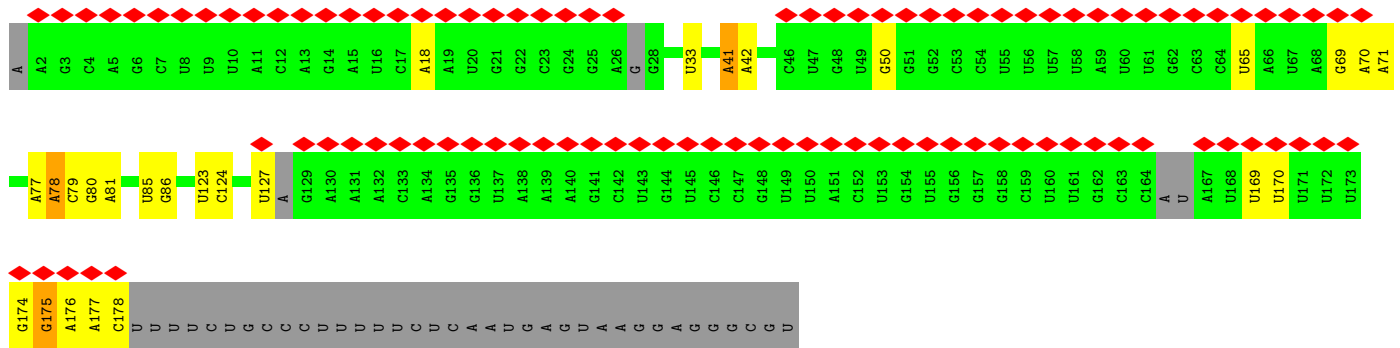 A A2 G3 C4 A5 G6 C7 U8 U9 U10 A11 C12 A13 G14 A15 U16 C17 A18 A19 U20 G21 G22 C23 G24 G25 A26 G G28 U33 A41 A42 C46 U47 G48 U49 G50 G51 G52 C53 C54 U55 U56 U57 U58 A59 U60 U61 G62 C63 C64 U65 A66 U67 A68 G69 A70 A71
A77 A78 C79 G80 A81 U85 G86 U123 C124 U127 A G129 A130 A131 A132 C133 A134 G135 G136 U137 A138 A139 A140 G141 C142 U143 G144 U145 C146 C147 G148 U149 U150 A151 C152 U153 G154 U155 G156 G157 G158 C159 U160 U161 G162 C163 C164 A U A167 U168 U169 U170 U171 U172 U173
G174 G175 A176 A177 C178 U U U U C U G C C C U U U U U C U C A A U G A G U A A G G A G G G C G U